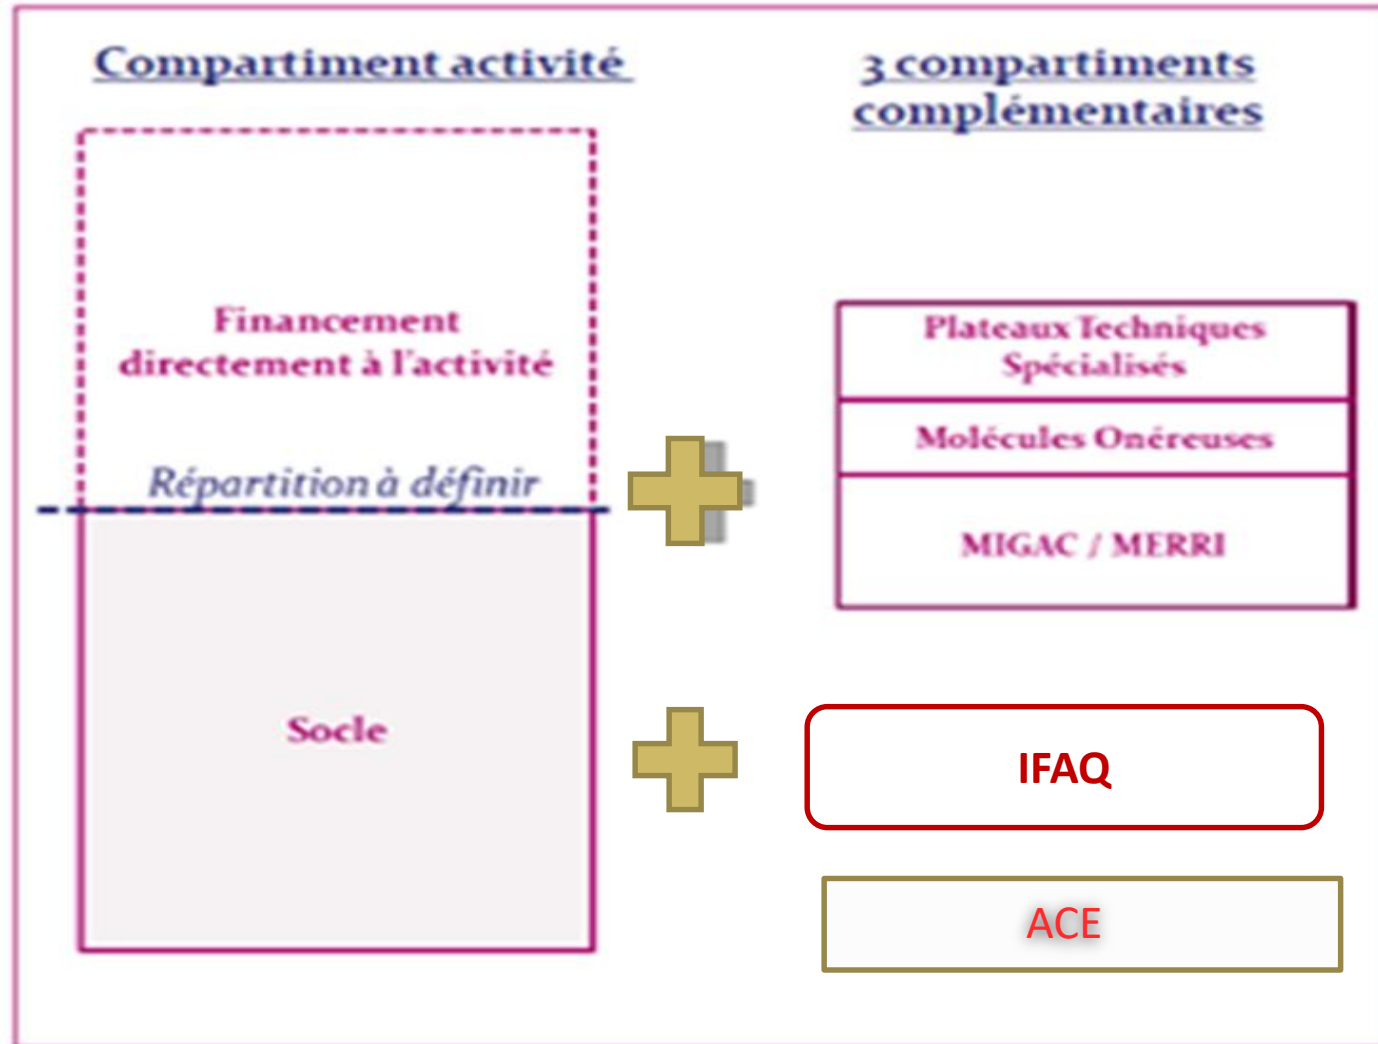 Compartiment activité
Financement
directement à l'activité
Répartition à définir
Socle
3 compartiments
complémentaires
Plateaux Techniques
Spécialisés
Molécules Onéreuses
MIGAC / MERRI
IFAQ
ACE